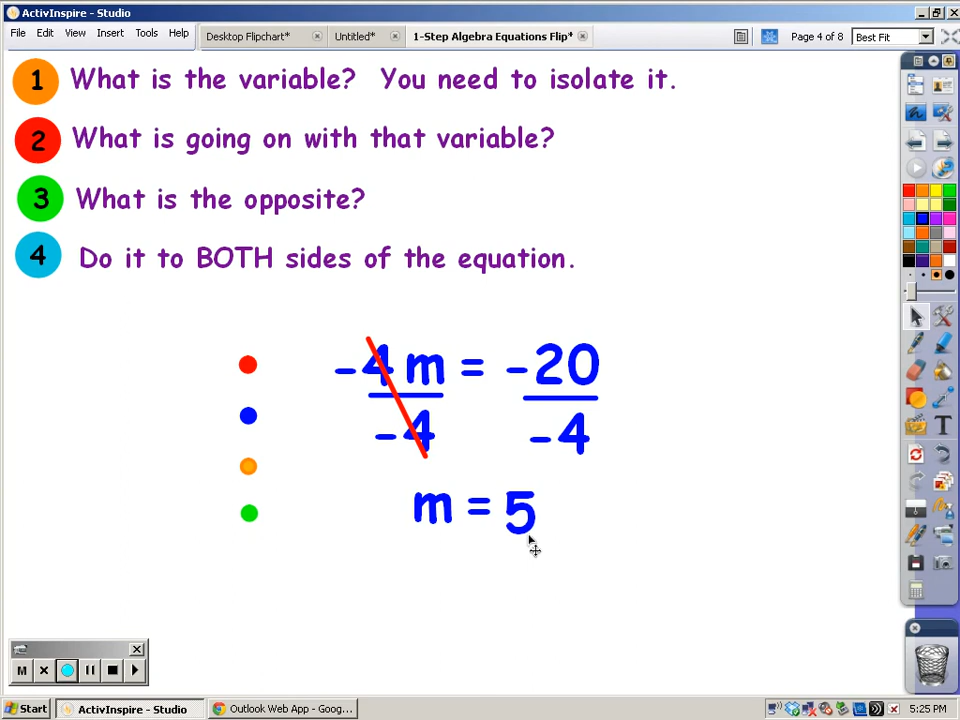 ActivInspire - Studio
File Edit View Insert Tools Help
Desktop Flipchart*
Untitled*
1-Step Algebra Equations Flip*
Page 4 of 8
Best Fit
1 What is the variable? You need to isolate it.
2 What is going on with that variable?
3 What is the opposite?
4 Do it to BOTH sides of the equation.
-4 m = -20
-4 -4
m = 5
M
Start
ActivInspire - Studio
Outlook Web App - Goog...
5:25 PM